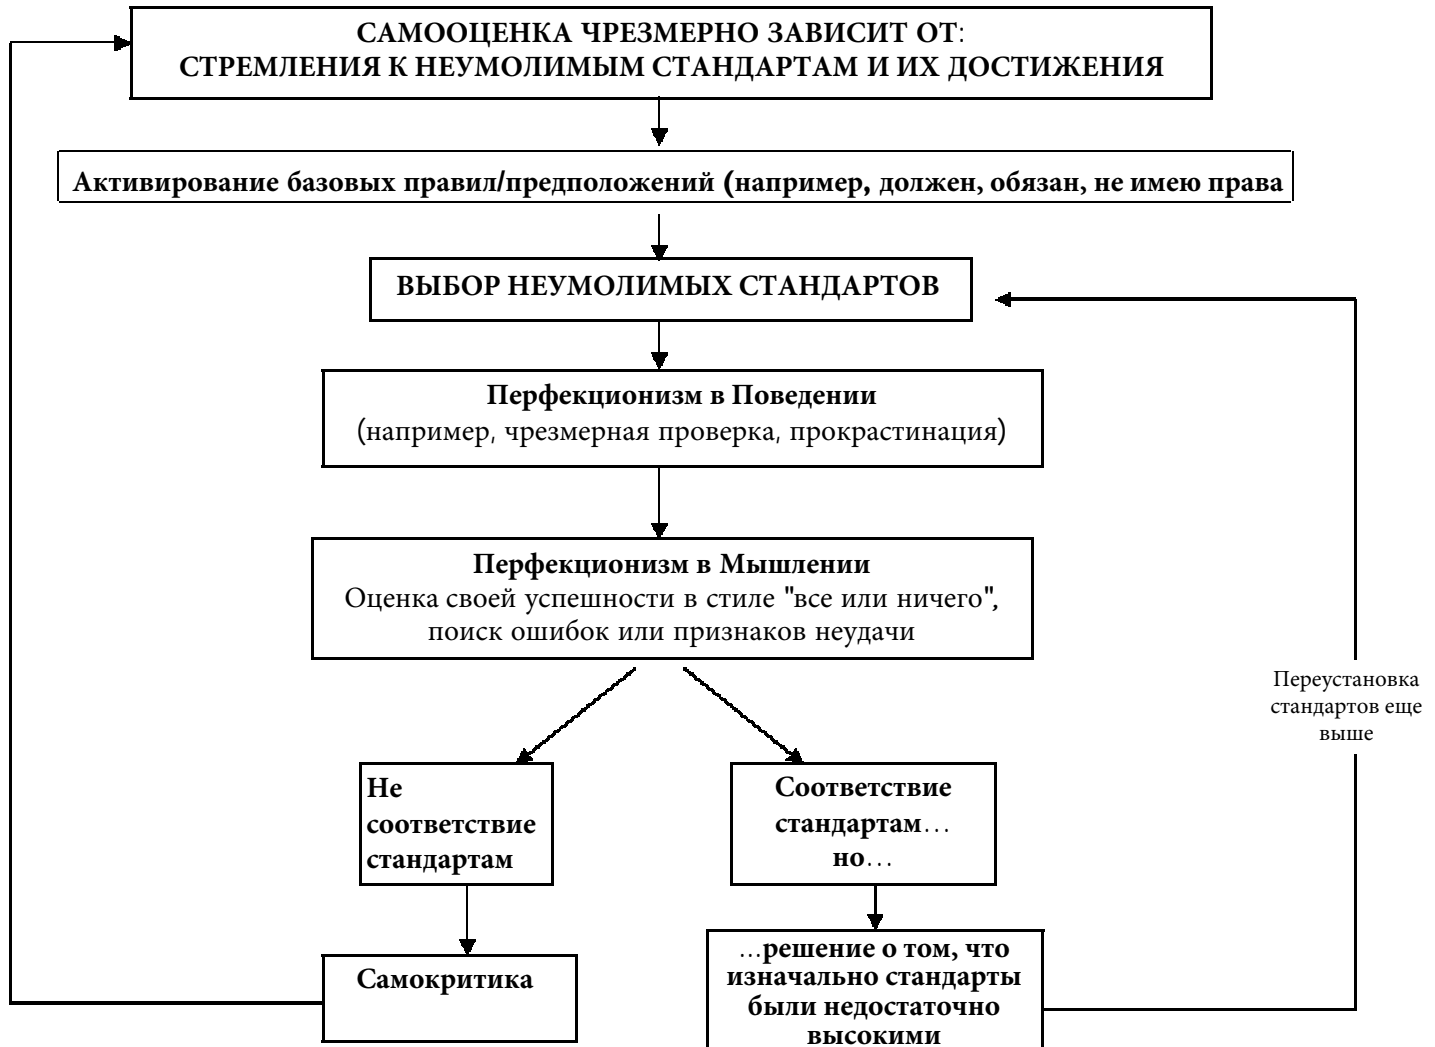 САМООЦЕНКА ЧРЕЗМЕРНО ЗАВИСИТ ОТ:
СТРЕМЛЕНИЯ К НЕУМОЛИМЫМ СТАНДАРТАМ И ИХ ДОСТИЖЕНИЯ
Активирование базовых правил/предположений (например, должен, обязан, не имею права
ВЫБОР НЕУМОЛИМЫХ СТАНДАРТОВ
Перфекционизм в Поведении
(например, чрезмерная проверка, прокрастинация)
Перфекционизм в Мышлении
Оценка своей успешности в стиле "все или ничего",
поиск ошибок или признаков неудачи
Переустановка
стандартов еще
выше
Не
соответствие
стандартам
Соответствие
стандартам…
но…
Самокритика
…решение о том, что
изначально стандарты
были недостаточно
высокими